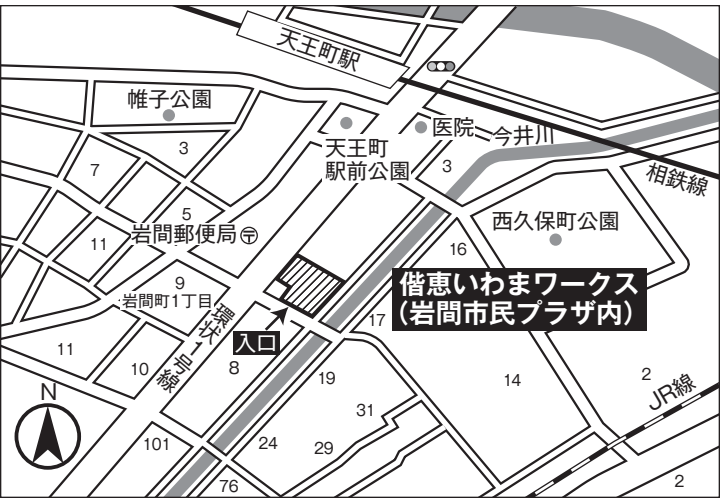 天王町駅
帷子公園
3
医院
今井川
天王町
駅前公園
3
相鉄線
7
5
西久保町公園
岩間郵便局〒
11
16
9
岩間町1丁目
偕恵いわまワークス
（岩間市民プラザ内）
環状1号線
17
入口
11
10
8
19
14
2
JR線
N
31
101
24
29
76
2